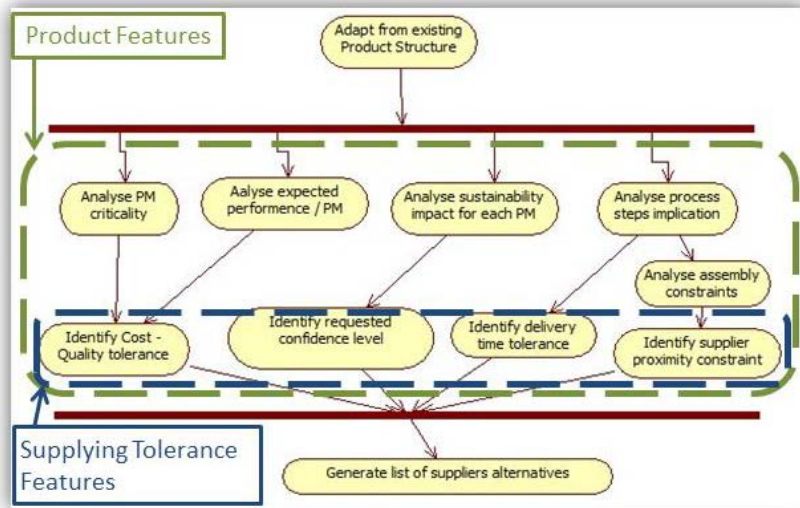 Product Features
Adapt from existing
Product Structure
Analyse PM
criticality
Aalyse expected
performence / PM
Analyse sustainability
impact for each PM
Analyse process
steps implication
Analyse assembly
constraints
Identify Cost -
Quality tolerance
Identify requested
confidence level
Identify delivery
time tolerance
Identify supplier
proximity constraint
Supplying Tolerance
Features
Generate list of suppliers alternatives